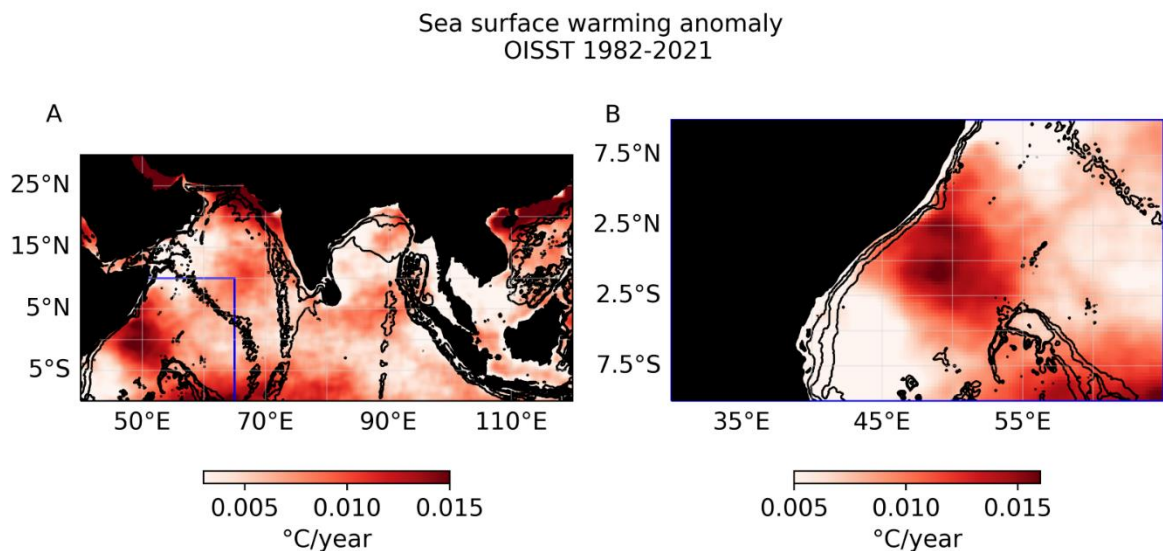 Sea surface warming anomaly
OISST 1982-2021
A
25°N
15°N
5°N
5°S
50°E 70°E 90°E 110°E
0.005 0.010 0.015
°C/year
B
7.5°N
2.5°N
2.5°S
7.5°S
35°E 45°E 55°E
0.005 0.010 0.015
°C/year